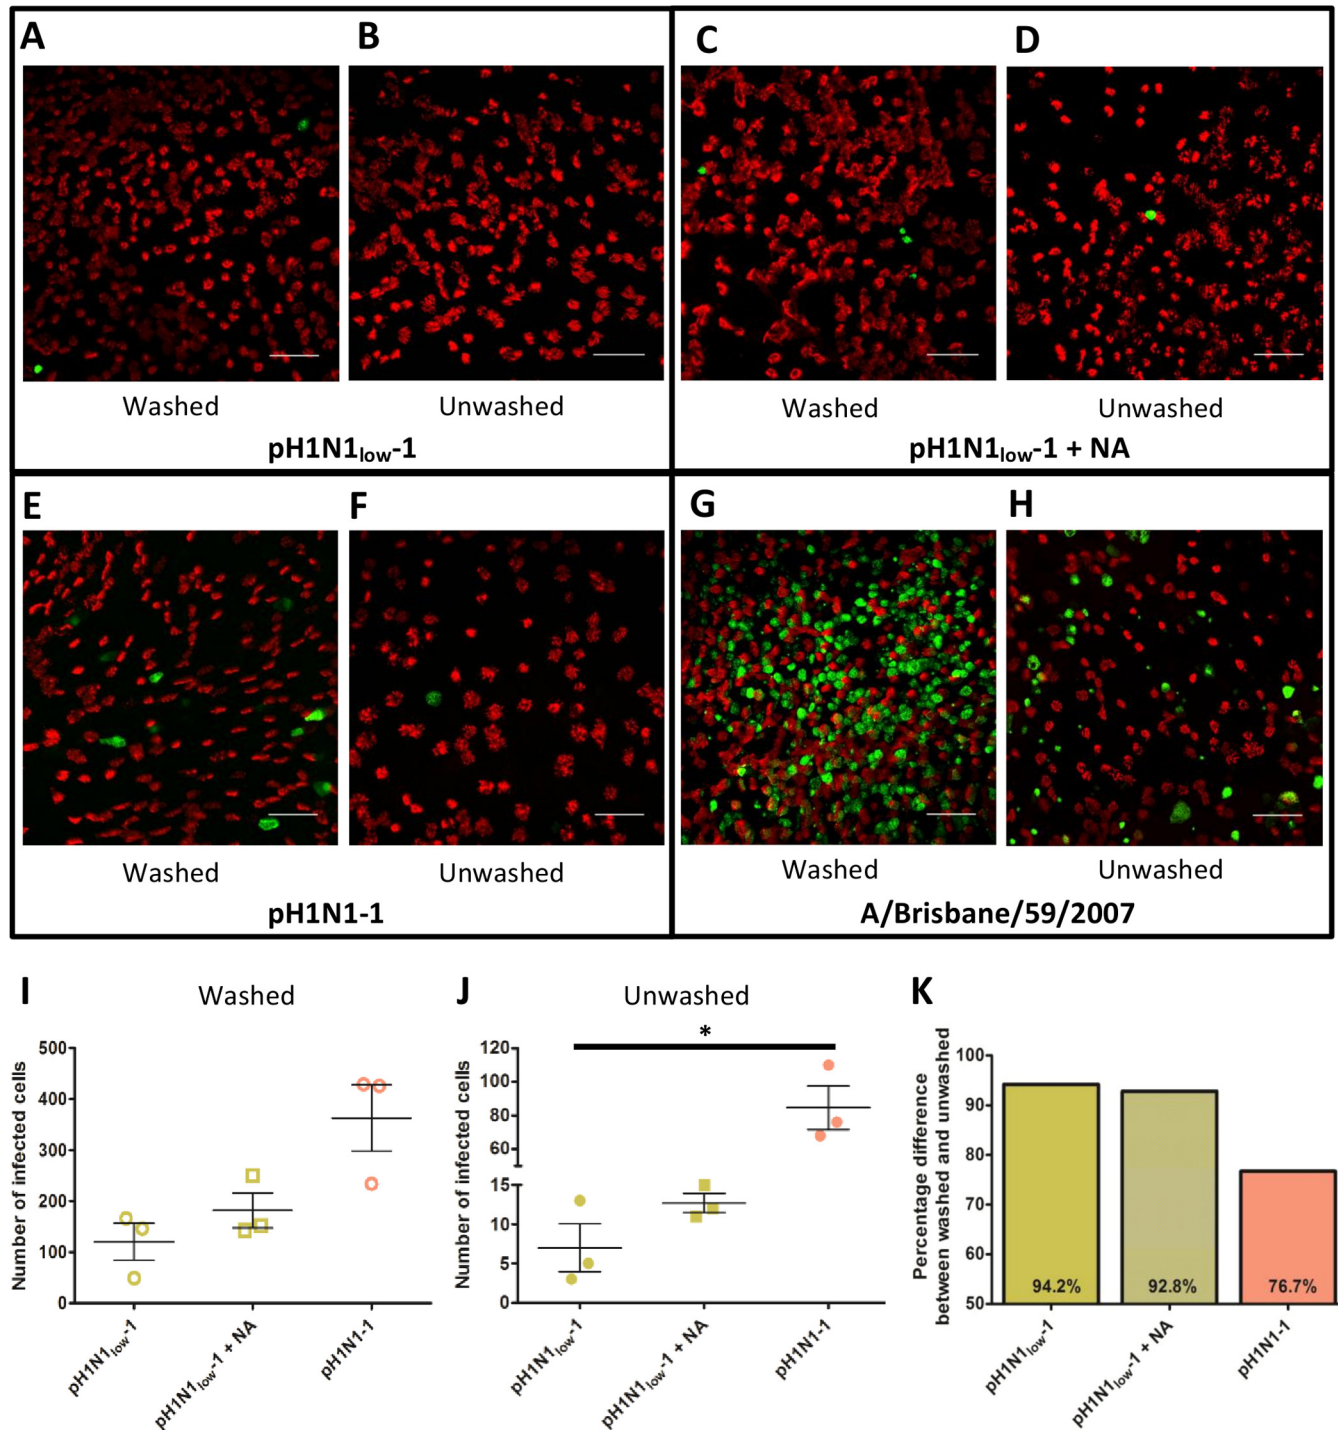 A
B
C
D
Washed
Unwashed
Washed
Unwashed
pH1N1low-1
pH1N1low-1 + NA
E
F
G
H
Washed
Unwashed
Washed
Unwashed
pH1N1-1
A/Brisbane/59/2007
I
Washed
Number of infected cells
500
400
300
200
100
0
pH1N1low-1
pH1N1low-1 + NA
pH1N1-1
J
Unwashed
*
Number of infected cells
120
100
80
60
15
10
5
0
pH1N1low-1
pH1N1low-1 + NA
pH1N1-1
K
Percentage difference
between washed and unwashed
100
90
80
70
60
50
94.2%
92.8%
76.7%
pH1N1low-1
pH1N1low-1 + NA
pH1N1-1